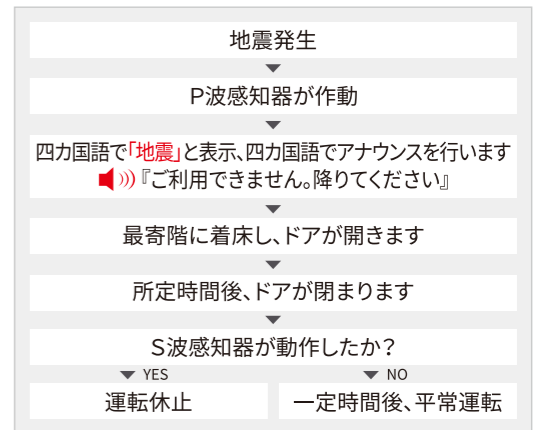 地震発生
P波感知器が作動
四カ国語で「地震」と表示、四カ国語でアナウンスを行います
『ご利用できません。降りてください』
最寄階に着床し、ドアが開きます
所定時間後、ドアが閉まります
S波感知器が動作したか？
YES
NO
運転休止
一定時間後、平常運転